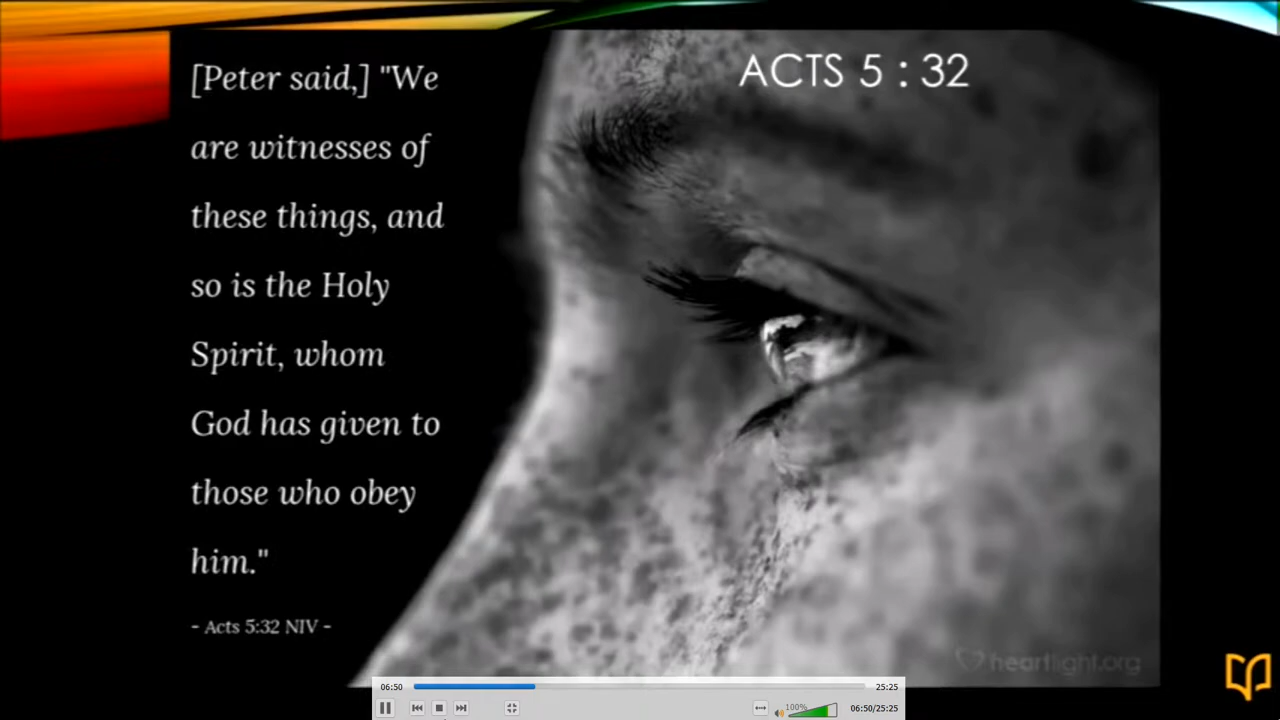 ACTS 5 : 32
[Peter said,] "We
are witnesses of
these things, and
so is the Holy
Spirit, whom
God has given to
those who obey
him."
- Acts 5:32 NIV -
heartlight.org
06:50
25:25
100%
06:50/25:25